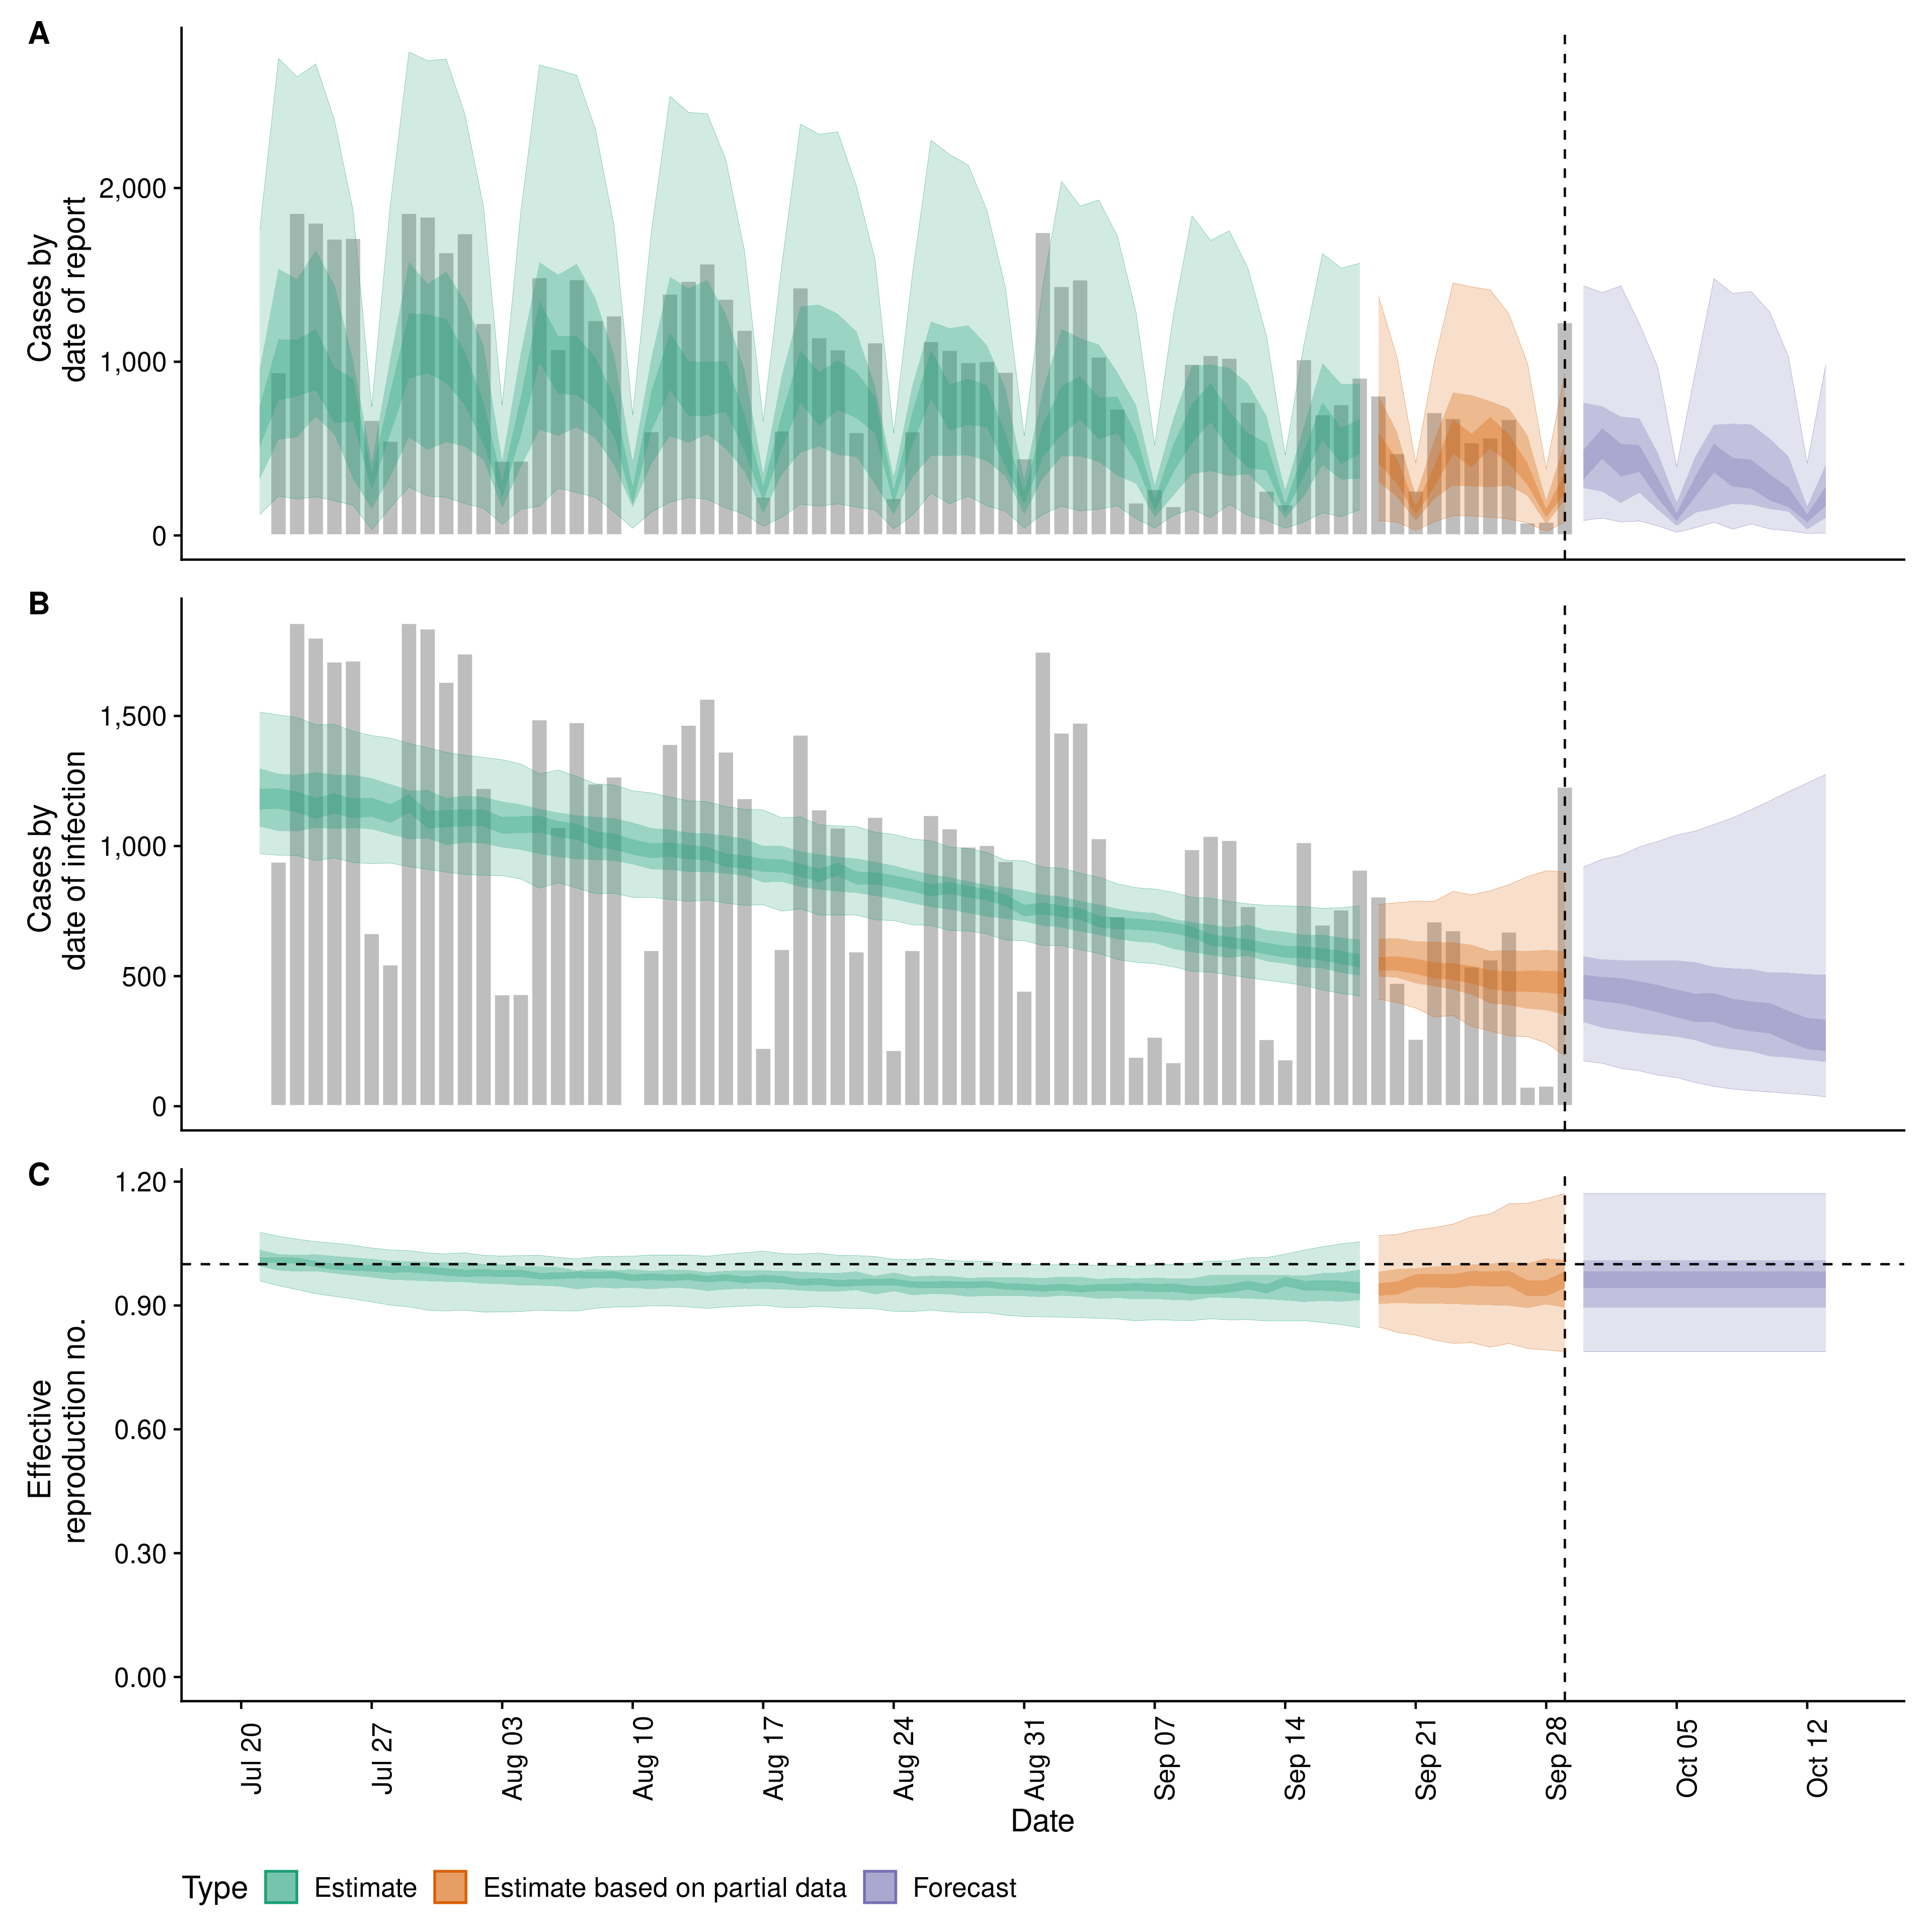 A
Cases by
date of report
2,000
1,000
0
B
Cases by
date of infection
1,500
1,000
500
0
C
Effective
reproduction no.
1.20
0.90
0.60
0.30
0.00
Jul 20
Jul 27
Aug 03
Aug 10
Aug 17
Aug 24
Aug 31
Sep 07
Sep 14
Sep 21
Sep 28
Oct 05
Oct 12
Date
Type Estimate Estimate based on partial data Forecast